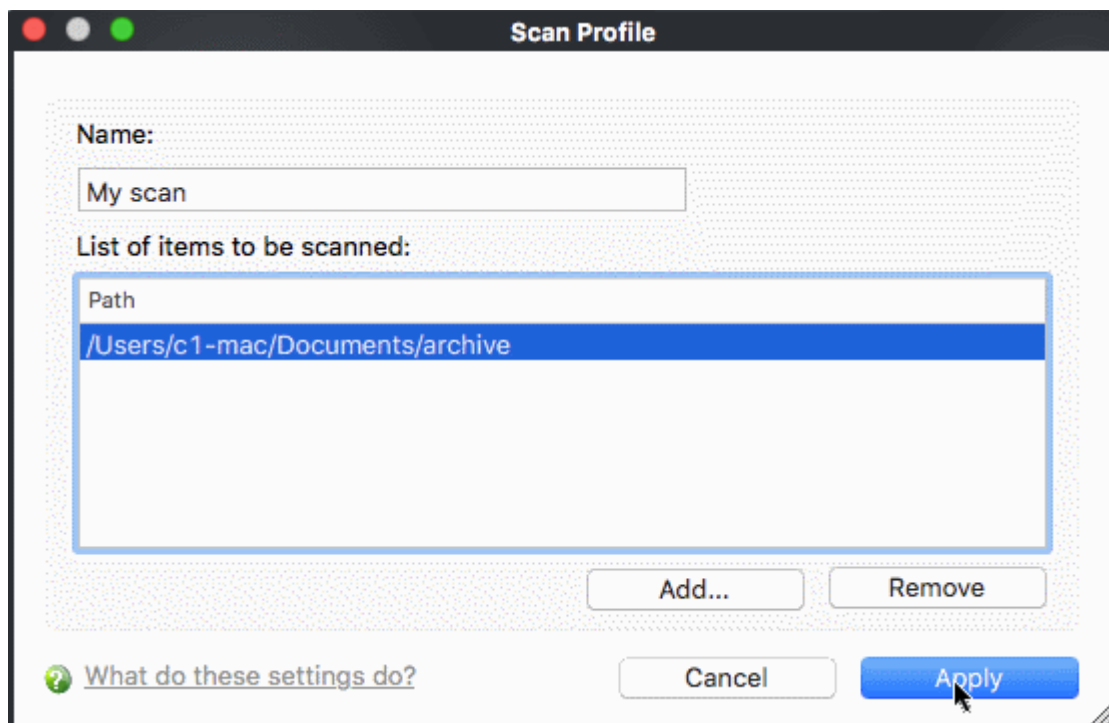 Scan Profile
Name:
My scan
List of items to be scanned:
Path
/Users/c1-mac/Documents/archive
Add...
Remove
What do these settings do?
Cancel
Apply